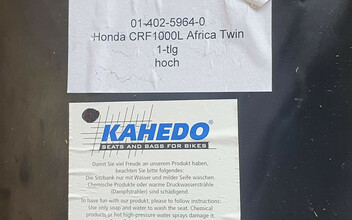 01-402-5964-0
Honda CRF1000L Africa Twin
1-tlg
hoch
KAHEDO®
SEATS AND BAGS FOR BIKES
Damit Sie viel Freude an unserem Produkt haben,
beachten Sie bitte folgendes:
Die Sitzbank nur mit Wasser und milder Seife waschen
Chemische Produkte oder warme Druckwasserstrahle
(Dampfstrahler) sind schädigend.
To have fun with our product, please to follow instructions:
Use only soap and water to wash the seat. Chemical
products or hot high-pressure water sprays damage it.